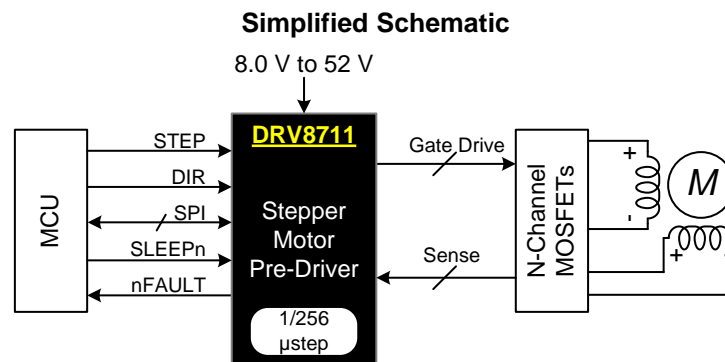 Simplified Schematic
8.0 V to 52 V
MCU
STEP
DIR
SPI
SLEEPn
nFAULT
DRV8711
Stepper
Motor
Pre-Driver
1/256
µstep
Gate Drive
Sense
N-Channel
MOSFETs
+
-
M
+
-